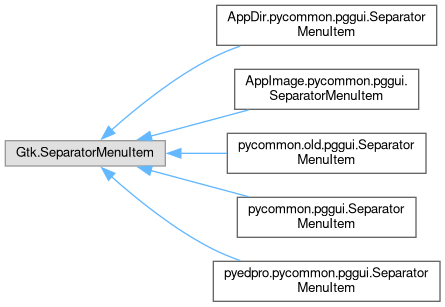 AppDir.pycommon.pggui.Separator
MenuItem
AppImage.pycommon.pggui.
SeparatorMenuItem
Gtk.SeparatorMenuItem
pycommon.old.pggui.Separator
MenuItem
pycommon.pggui.Separator
MenuItem
pyedpro.pycommon.pggui.Separator
MenuItem